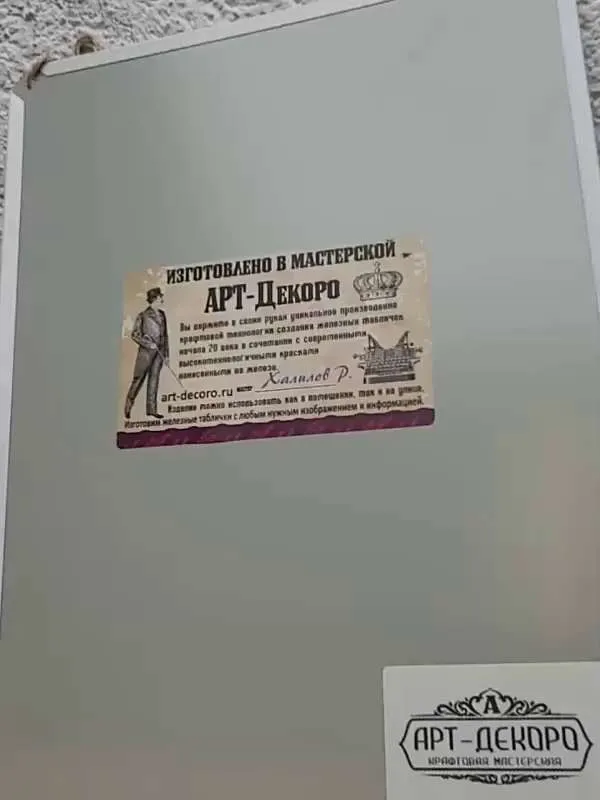 ИЗГОТОВЛЕНО В МАСТЕРСКОЙ
АРТ-ДЕКОРО
Вы держите в своих руках уникальное произведение
крафтовой технологии создания железных табличек
начала 20 века в сочетании с современными
высокотехнологичными красками
нанесенными на железо.
art-decoro.ru мастер Халилов Р.
Изделие можно использовать как в помещении, так и на улице.
Изготовим железные таблички с любым нужным изображением и информацией.
А
АРТ-ДЕКОРО
КРАФТОВАЯ МАСТЕРСКАЯ